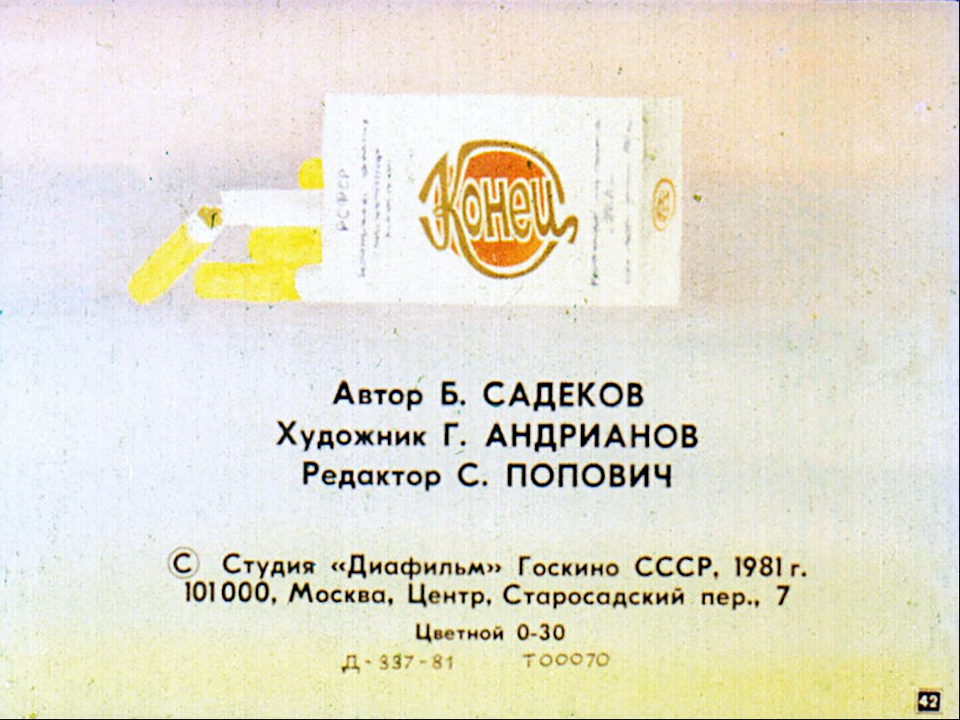 РСФСР
Конец
Автор Б. САДЕКОВ
Художник Г. АНДРИАНОВ
Редактор С. ПОПОВИЧ
© Студия «Диафильм» Госкино СССР, 1981 г.
101000, Москва, Центр, Старосадский пер., 7
Цветной 0-30
Д-337-81 Т00070
42